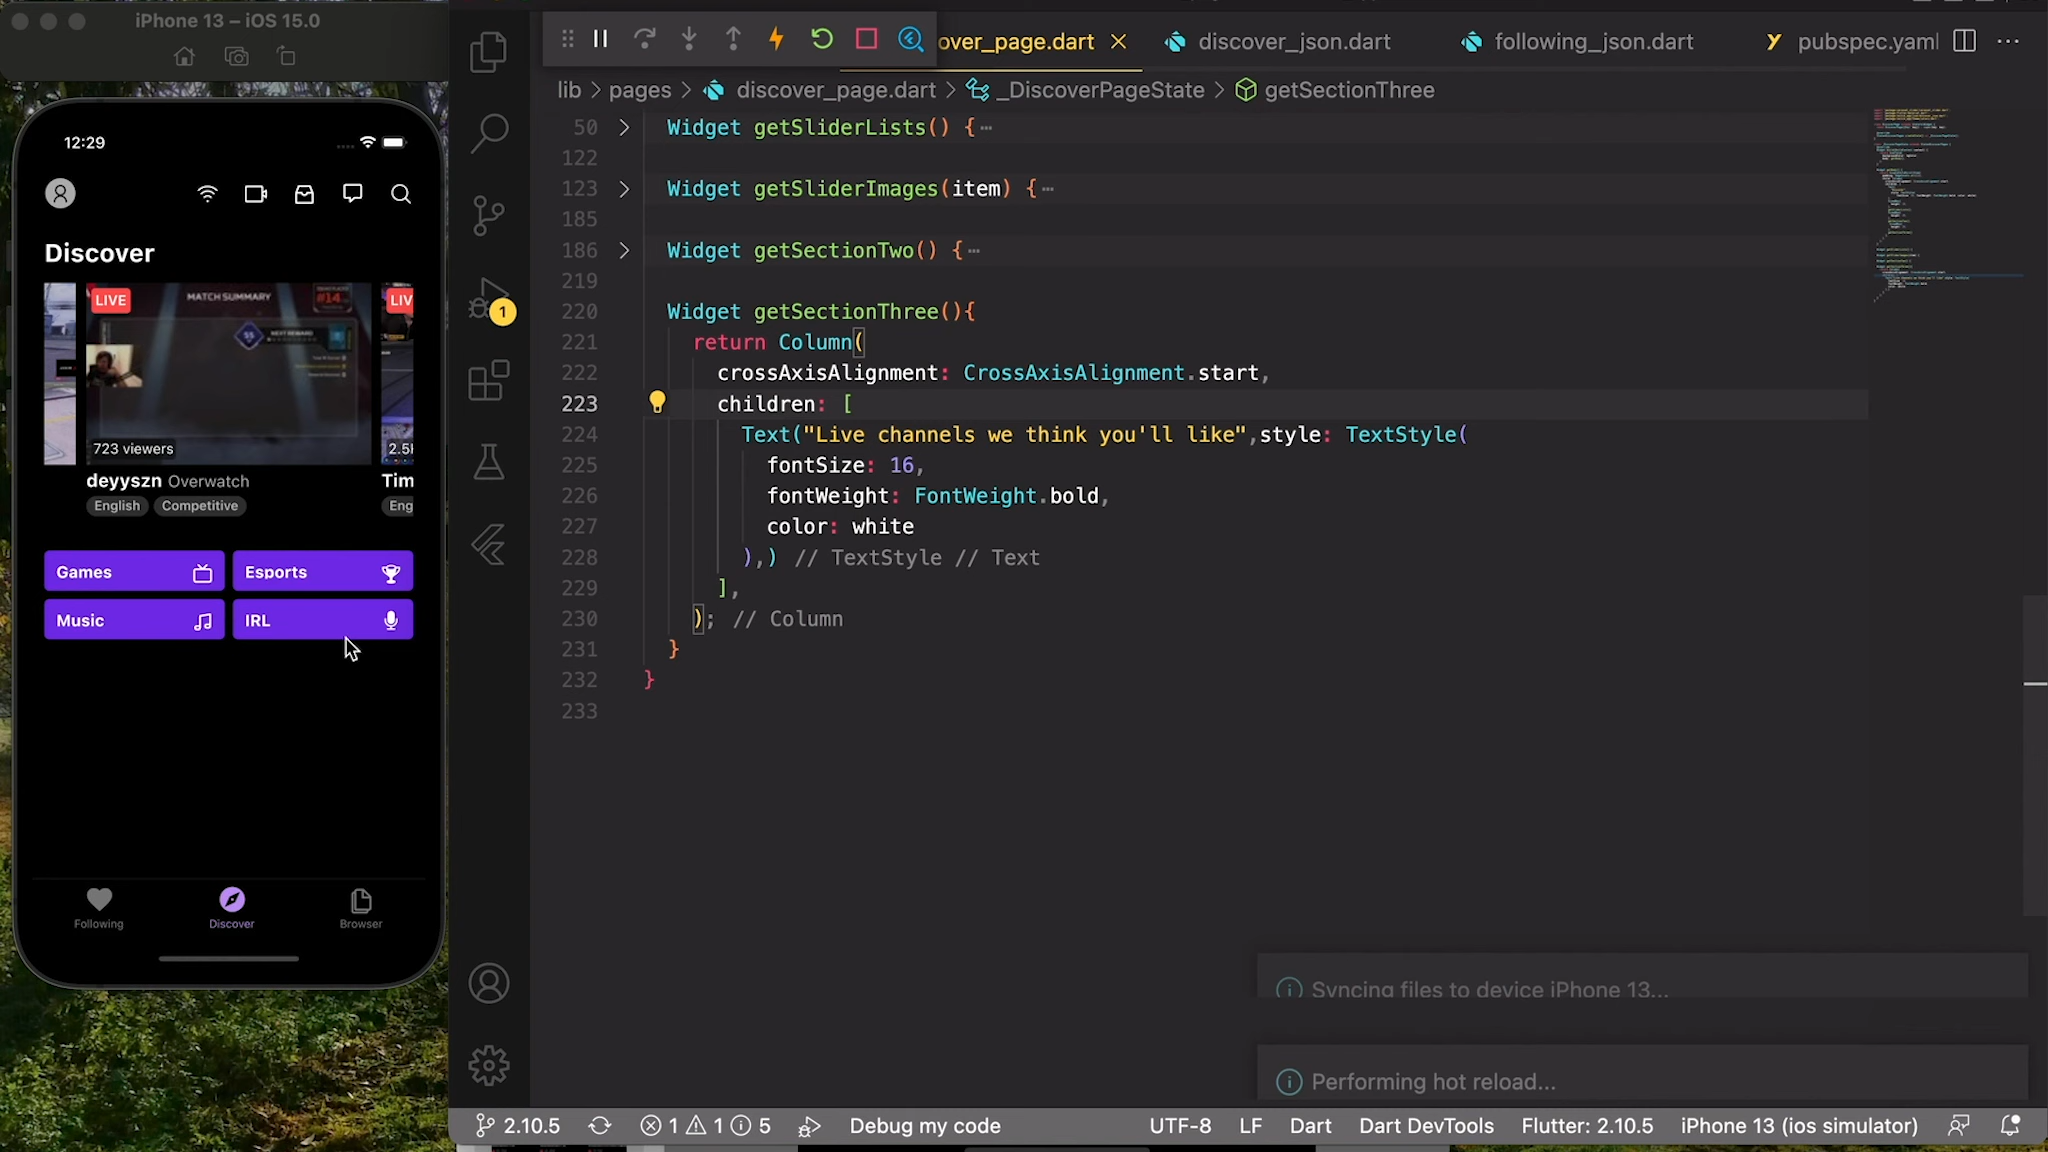 iPhone 13 – iOS 15.0
12:29
Discover
LIVE
MATCH SUMMARY
#14
NEXT REWARD
55
723 viewers
LIV
2.5
deyyszn Overwatch
Tim
English
Competitive
Eng
Games
Esports
Music
IRL
Following
Discover
Browser
over_page.dart
discover_json.dart
following_json.dart
pubspec.yaml
lib > pages > discover_page.dart > _DiscoverPageState > getSectionThree
1
50 Widget getSliderLists() { ⋯
122
123 Widget getSliderImages(item) { ⋯
185
186 Widget getSectionTwo() { ⋯
219
220 Widget getSectionThree(){
221 return Column(
222 crossAxisAlignment: CrossAxisAlignment.start,
223 children: [
224 Text("Live channels we think you'll like",style: TextStyle(
225 fontSize: 16,
226 fontWeight: FontWeight.bold,
227 color: white
228 ),) // TextStyle // Text
229 ],
230 ); // Column
231 }
232 }
233
Syncing files to device iPhone 13...
Performing hot reload...
2.10.5
1 1 5
Debug my code
UTF-8 LF Dart Dart DevTools Flutter: 2.10.5 iPhone 13 (ios simulator)